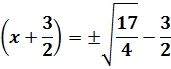 (x + 3/2) = ±√(17/4) − 3/2